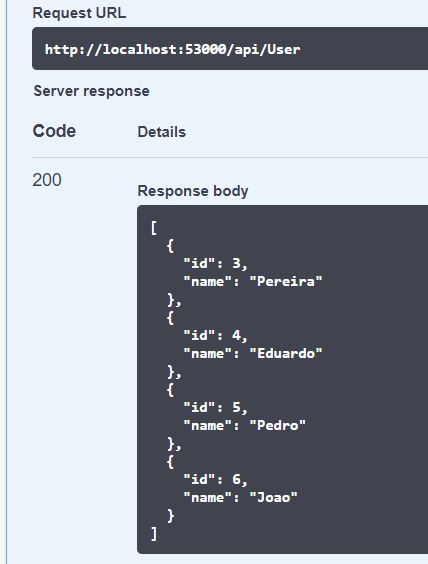 Request URL
http://localhost:53000/api/User
Server response
Code Details
200
Response body
[
  {
    "id": 3,
    "name": "Pereira"
  },
  {
    "id": 4,
    "name": "Eduardo"
  },
  {
    "id": 5,
    "name": "Pedro"
  },
  {
    "id": 6,
    "name": "Joao"
  }
]